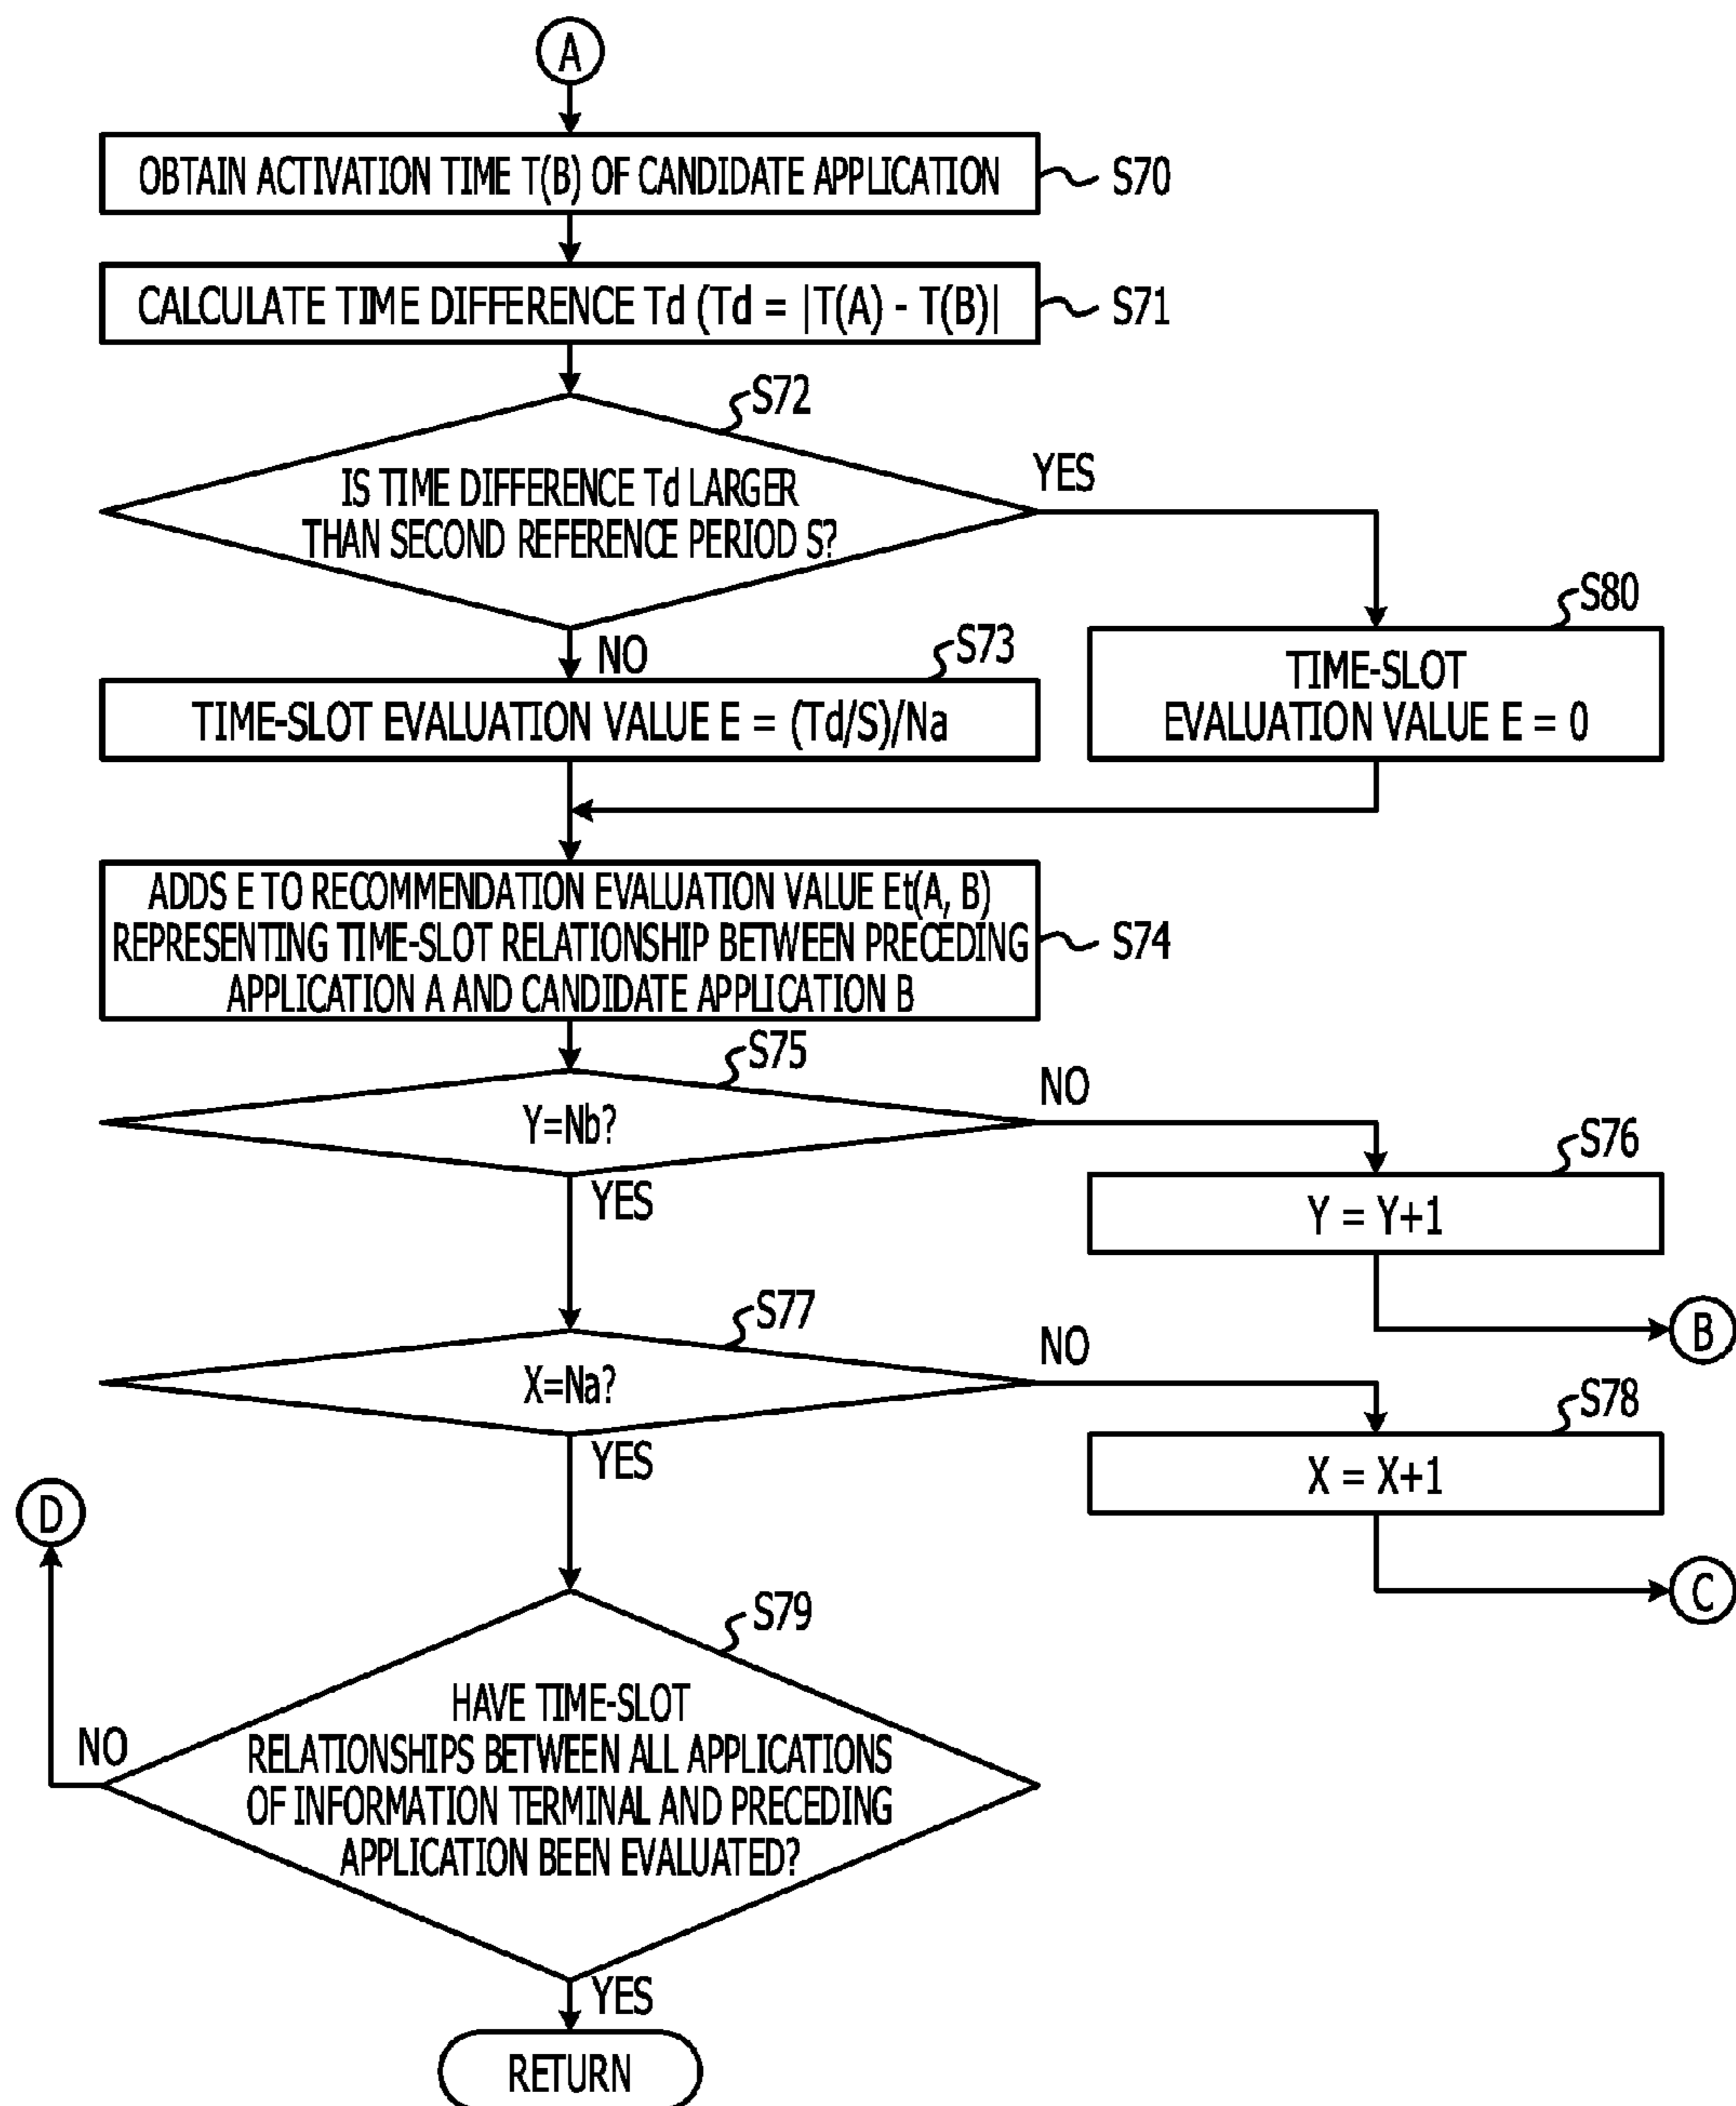 A
OBTAIN ACTIVATION TIME T(B) OF CANDIDATE APPLICATION
S70
CALCULATE TIME DIFFERENCE Td (Td = |T(A) - T(B)|
S71
S72
IS TIME DIFFERENCE Td LARGER
THAN SECOND REFERENCE PERIOD S?
YES
NO
S73
TIME-SLOT EVALUATION VALUE E = (Td/S)/Na
S80
TIME-SLOT
EVALUATION VALUE E = 0
ADDS E TO RECOMMENDATION EVALUATION VALUE Et(A, B)
REPRESENTING TIME-SLOT RELATIONSHIP BETWEEN PRECEDING
APPLICATION A AND CANDIDATE APPLICATION B
S74
S75
Y=Nb?
NO
YES
S76
Y = Y+1
B
S77
X=Na?
NO
YES
S78
X = X+1
C
D
S79
HAVE TIME-SLOT
RELATIONSHIPS BETWEEN ALL APPLICATIONS
OF INFORMATION TERMINAL AND PRECEDING
APPLICATION BEEN EVALUATED?
NO
YES
RETURN